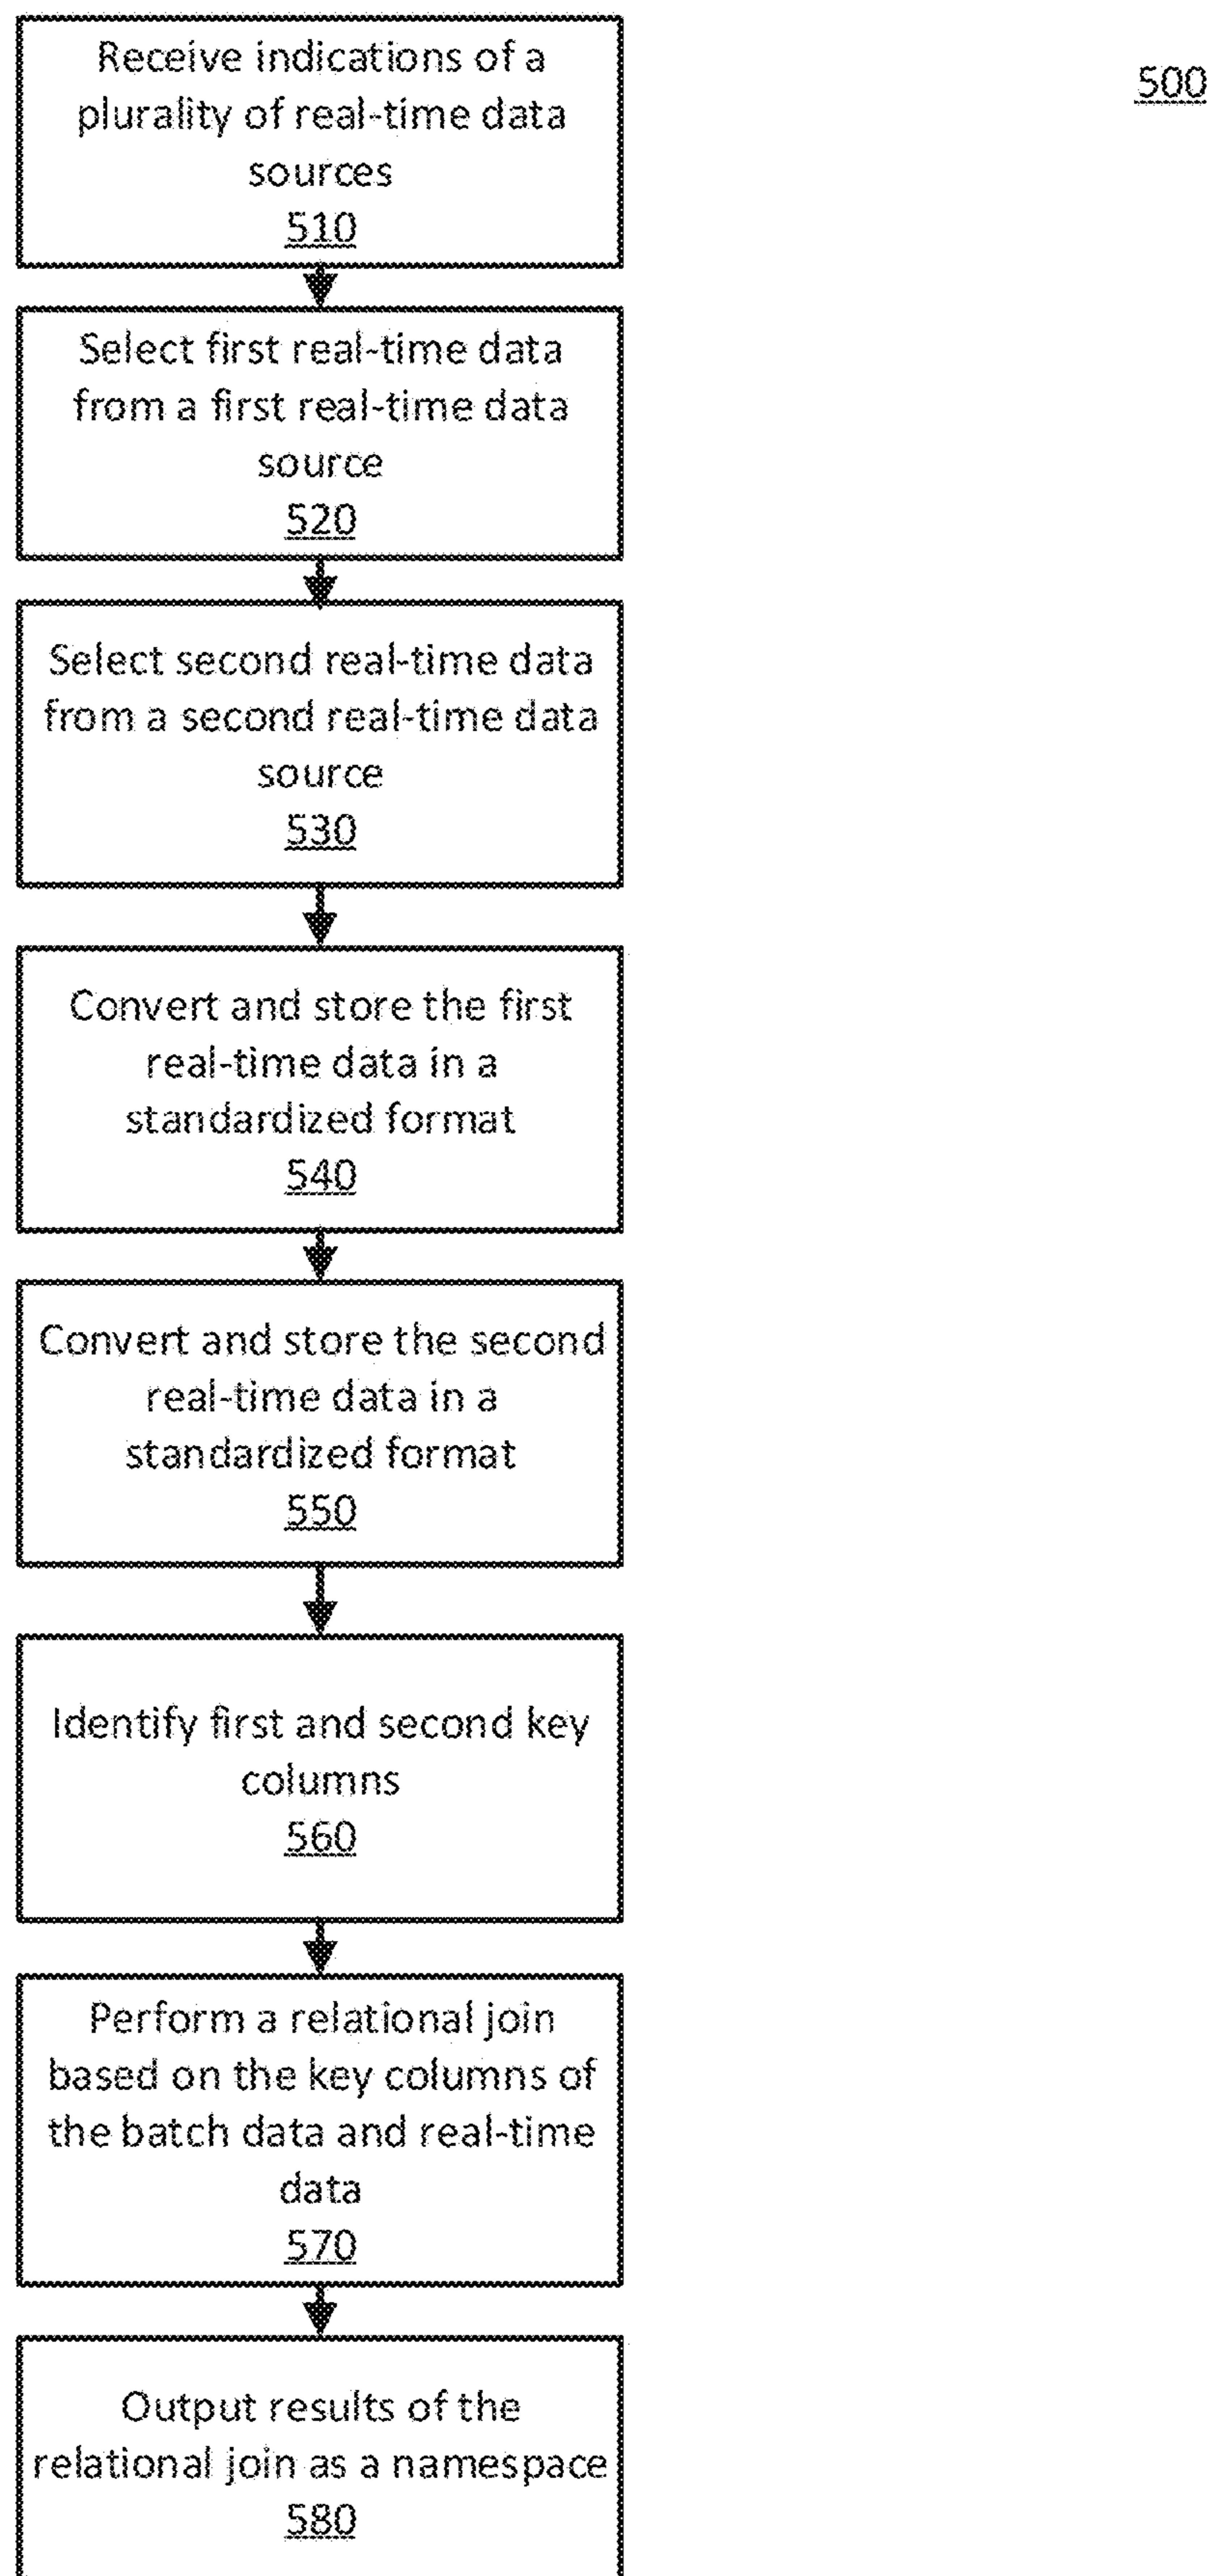 Receive indications of a
plurality of real-time data
sources
510
500
Select first real-time data
from a first real-time data
source
520
Select second real-time data
from a second real-time data
source
530
Convert and store the first
real-time data in a
standardized format
540
Convert and store the second
real-time data in a
standardized format
550
Identify first and second key
columns
560
Perform a relational join
based on the key columns of
the batch data and real-time
data
570
Output results of the
relational join as a namespace
580